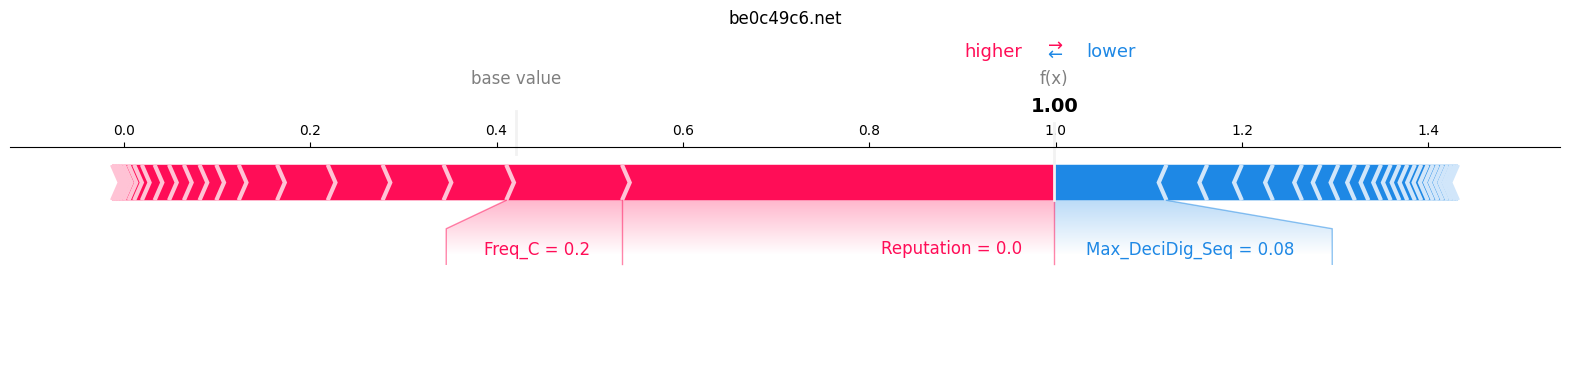 be0c49c6.net
higher ⇄ lower
base value f(x)
1.00
0.0 0.2 0.4 0.6 0.8 1.0 1.2 1.4
Freq_C = 0.2 Reputation = 0.0 Max_DeciDig_Seq = 0.08